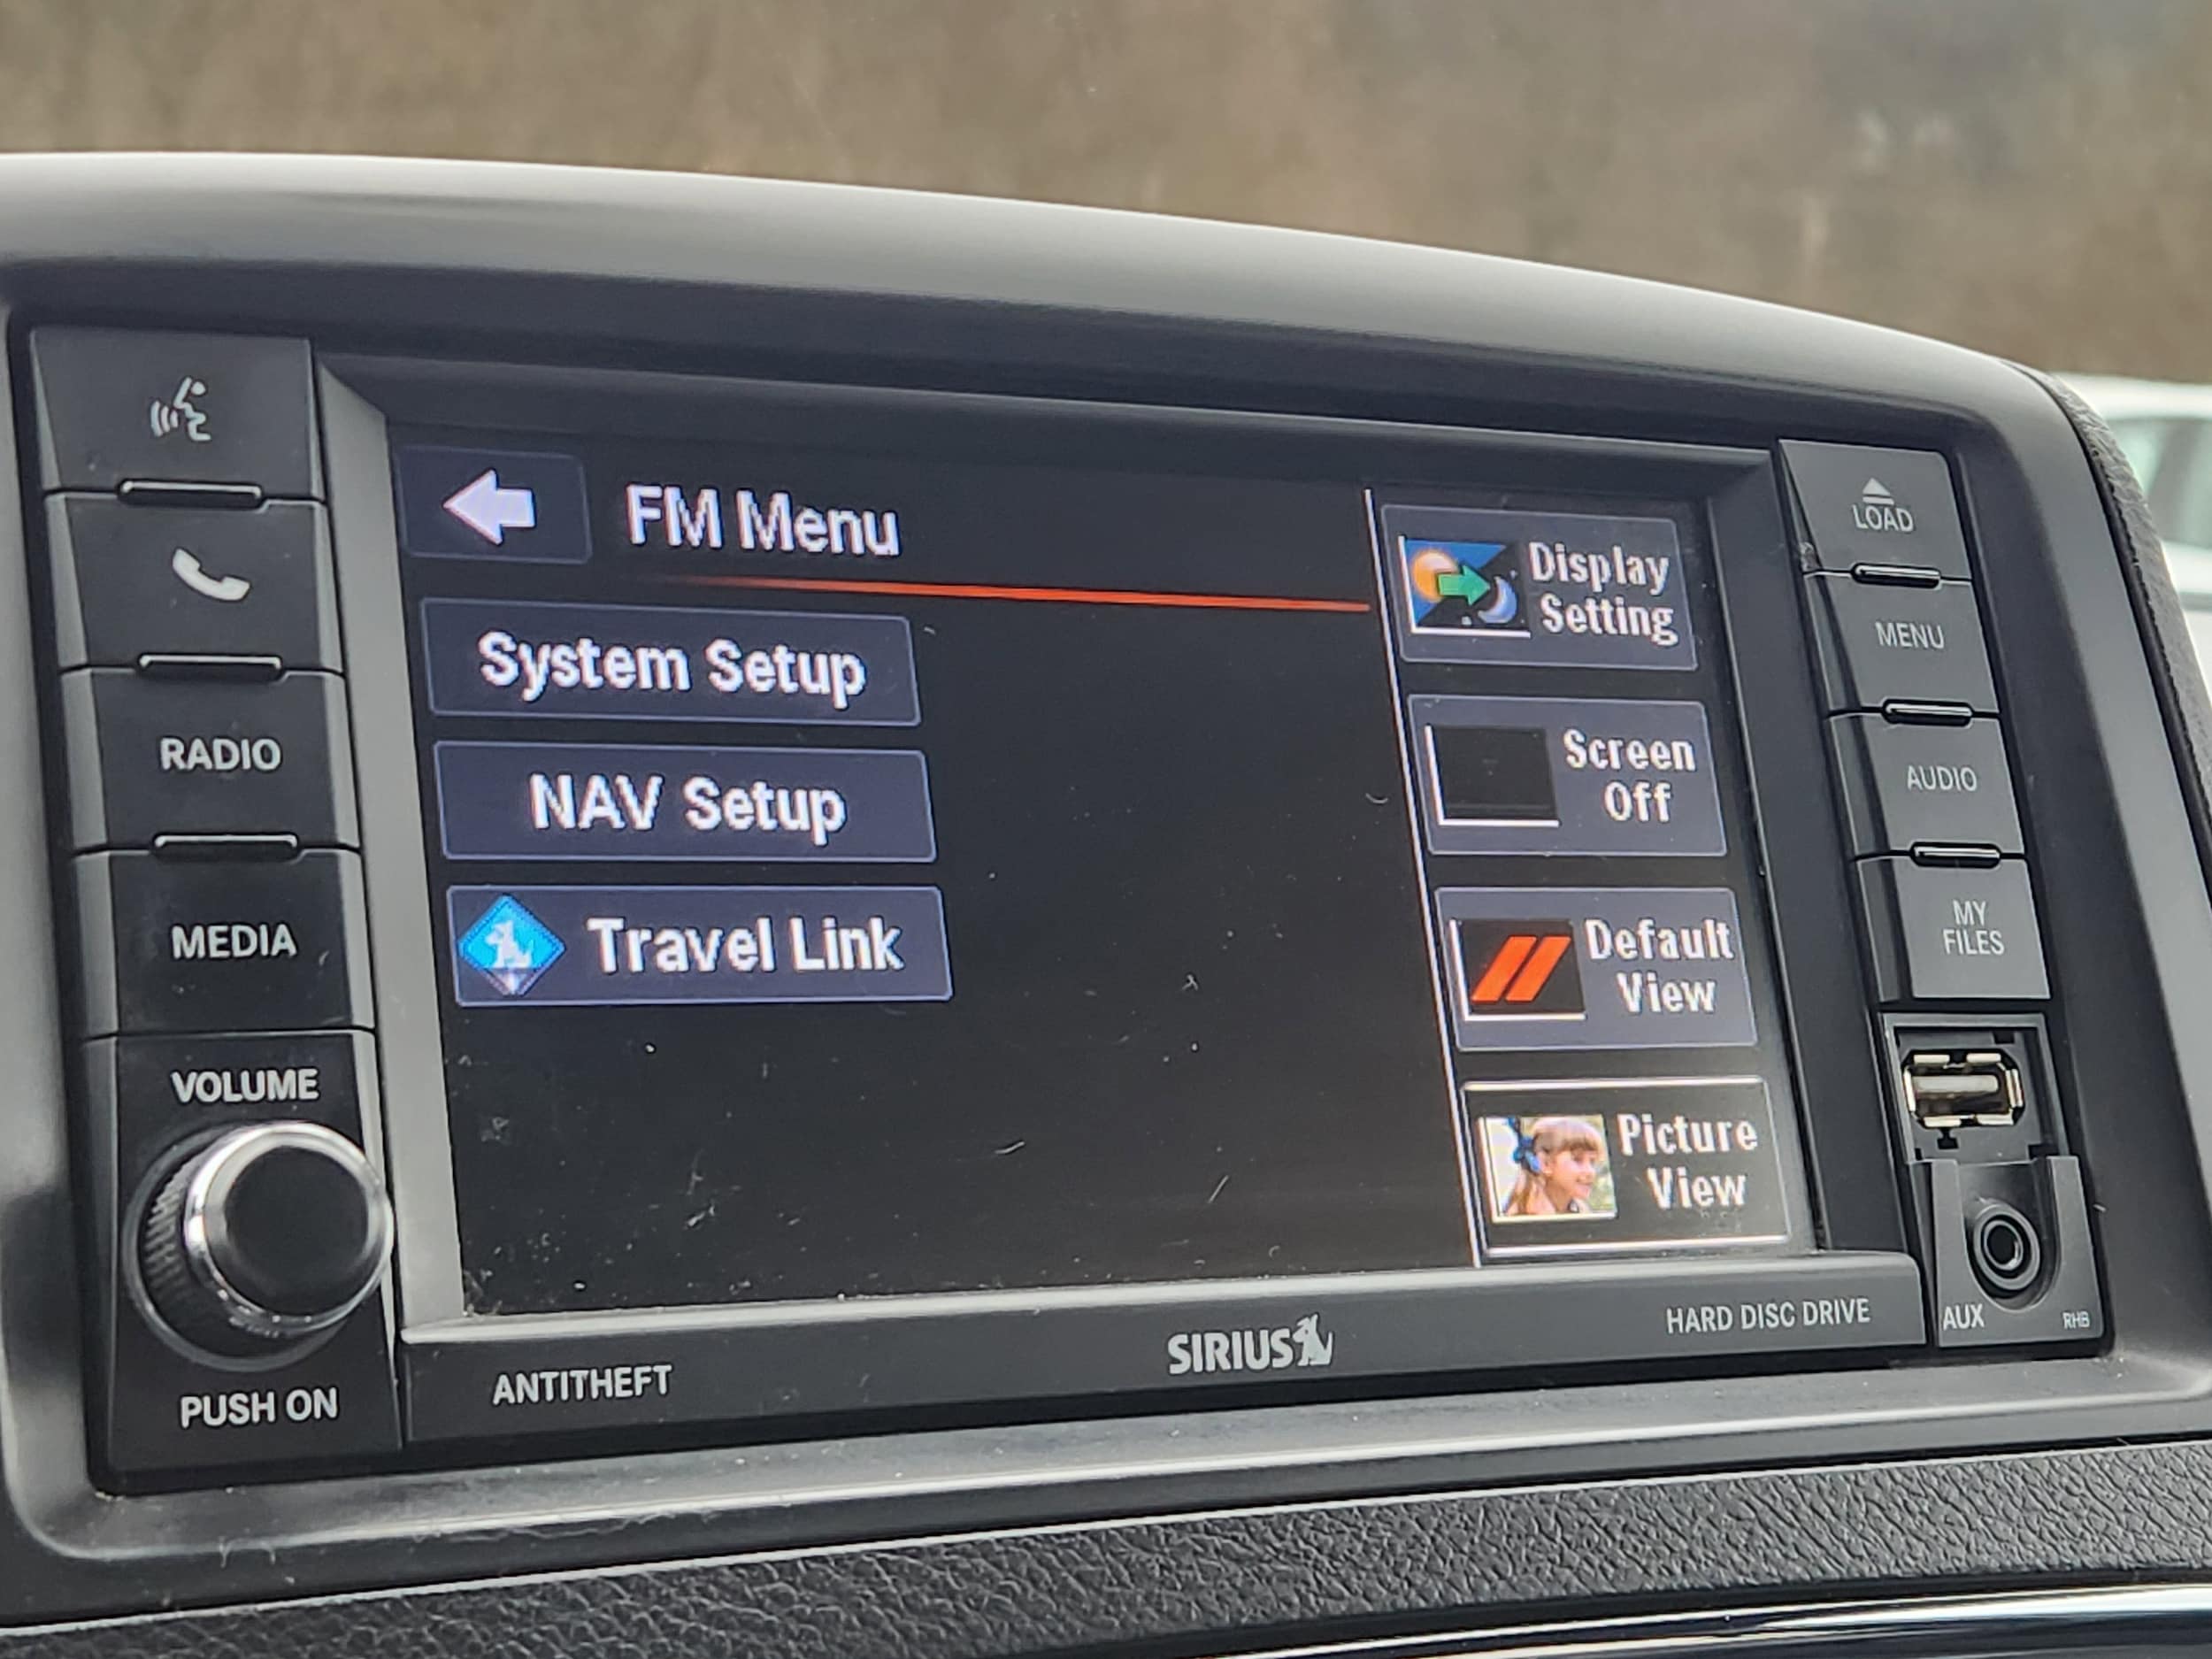 FM Menu
System Setup
NAV Setup
Travel Link
Display
Setting
Screen
Off
Default
View
Picture
View
RADIO
MEDIA
VOLUME
PUSH ON
LOAD
MENU
AUDIO
MY
FILES
AUX
RHB
ANTITHEFT
SIRIUS
HARD DISC DRIVE